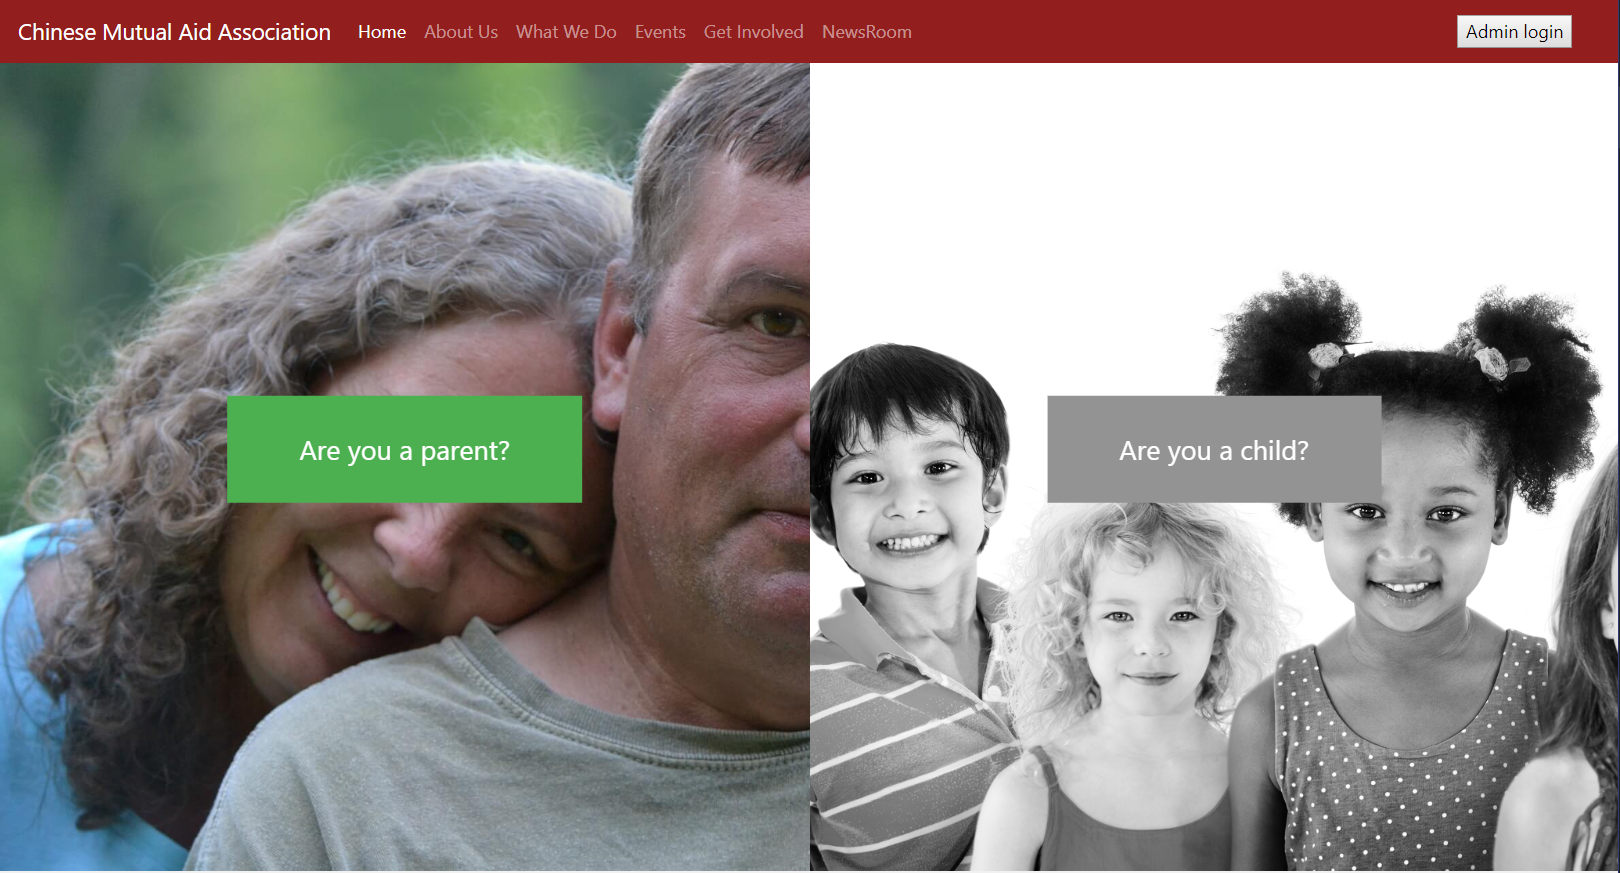 Chinese Mutual Aid Association Home About Us What We Do Events Get Involved NewsRoom Admin login
Are you a parent?
Are you a child?